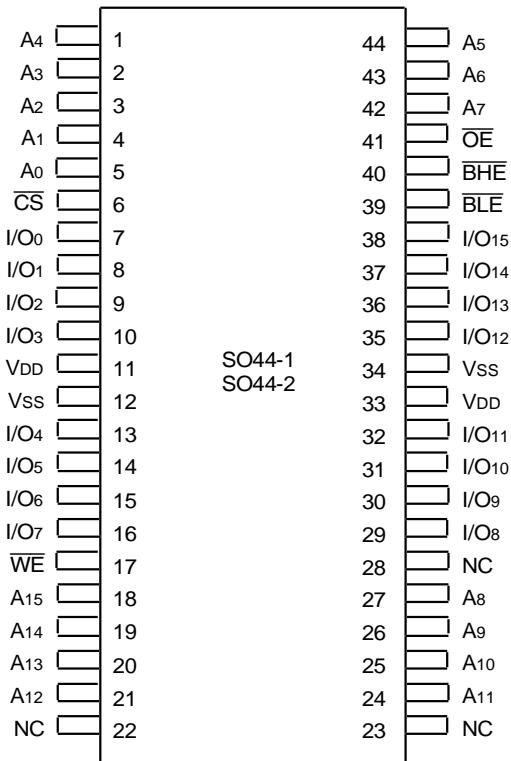 A4 1 44 A5
A3 2 43 A6
A2 3 42 A7
A1 4 41 OE
A0 5 40 BHE
CS 6 39 BLE
I/O0 7 38 I/O15
I/O1 8 37 I/O14
I/O2 9 36 I/O13
I/O3 10 35 I/O12
VDD 11 SO44-1 34 VSS
VSS 12 SO44-2 33 VDD
I/O4 13 32 I/O11
I/O5 14 31 I/O10
I/O6 15 30 I/O9
I/O7 16 29 I/O8
WE 17 28 NC
A15 18 27 A8
A14 19 26 A9
A13 20 25 A10
A12 21 24 A11
NC 22 23 NC